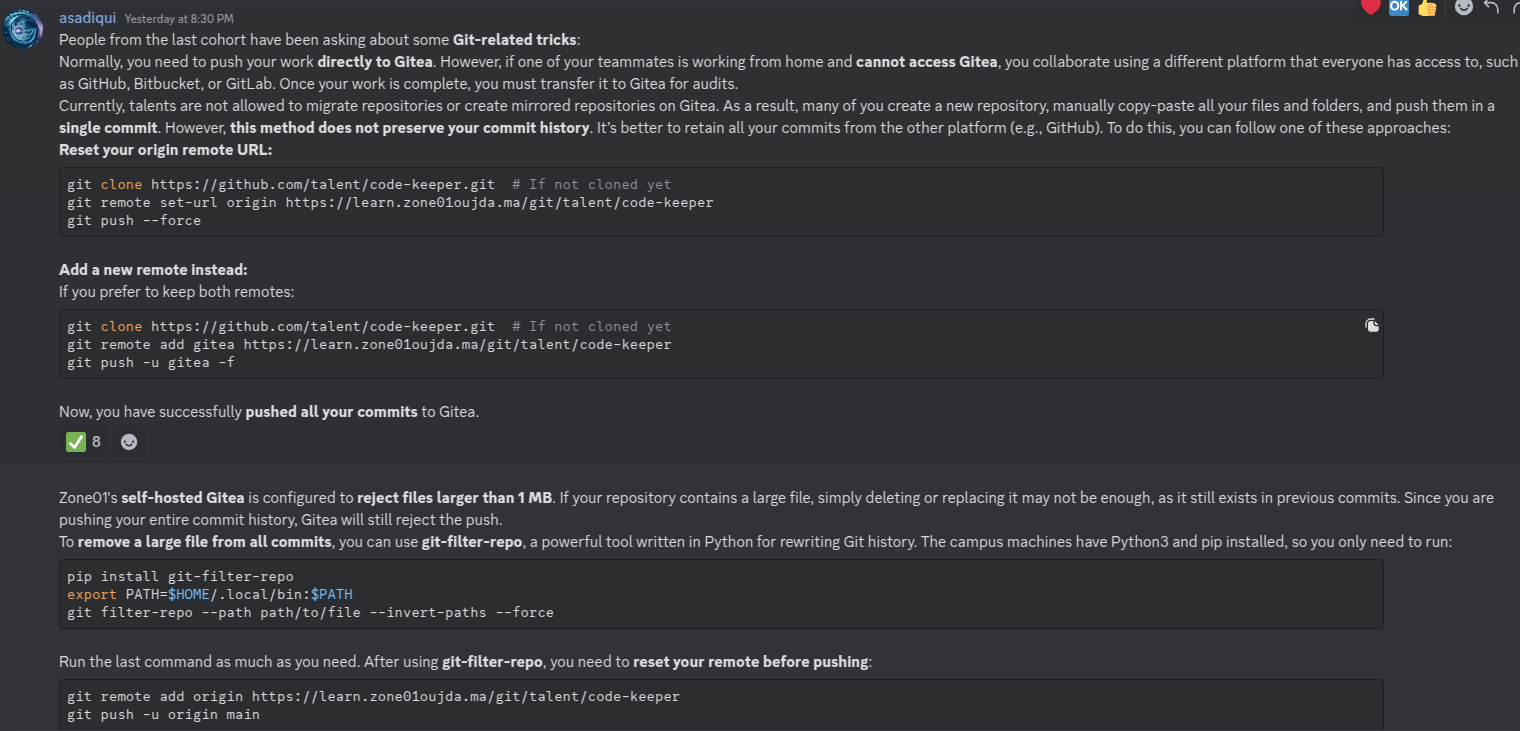 asadiqui Yesterday at 8:30 PM
OK
People from the last cohort have been asking about some Git-related tricks:
Normally, you need to push your work directly to Gitea. However, if one of your teammates is working from home and cannot access Gitea, you collaborate using a different platform that everyone has access to, such
as GitHub, Bitbucket, or GitLab. Once your work is complete, you must transfer it to Gitea for audits.
Currently, talents are not allowed to migrate repositories or create mirrored repositories on Gitea. As a result, many of you create a new repository, manually copy-paste all your files and folders, and push them in a
single commit. However, this method does not preserve your commit history. It's better to retain all your commits from the other platform (e.g., GitHub). To do this, you can follow one of these approaches:
Reset your origin remote URL:
git clone https://github.com/talent/code-keeper.git  # If not cloned yet
git remote set-url origin https://learn.zone01oujda.ma/git/talent/code-keeper
git push --force
Add a new remote instead:
If you prefer to keep both remotes:
git clone https://github.com/talent/code-keeper.git  # If not cloned yet
git remote add gitea https://learn.zone01oujda.ma/git/talent/code-keeper
git push -u gitea -f
Now, you have successfully pushed all your commits to Gitea.
8
Zone01's self-hosted Gitea is configured to reject files larger than 1 MB. If your repository contains a large file, simply deleting or replacing it may not be enough, as it still exists in previous commits. Since you are
pushing your entire commit history, Gitea will still reject the push.
To remove a large file from all commits, you can use git-filter-repo, a powerful tool written in Python for rewriting Git history. The campus machines have Python3 and pip installed, so you only need to run:
pip install git-filter-repo
export PATH=$HOME/.local/bin:$PATH
git filter-repo --path path/to/file --invert-paths --force
Run the last command as much as you need. After using git-filter-repo, you need to reset your remote before pushing:
git remote add origin https://learn.zone01oujda.ma/git/talent/code-keeper
git push -u origin main